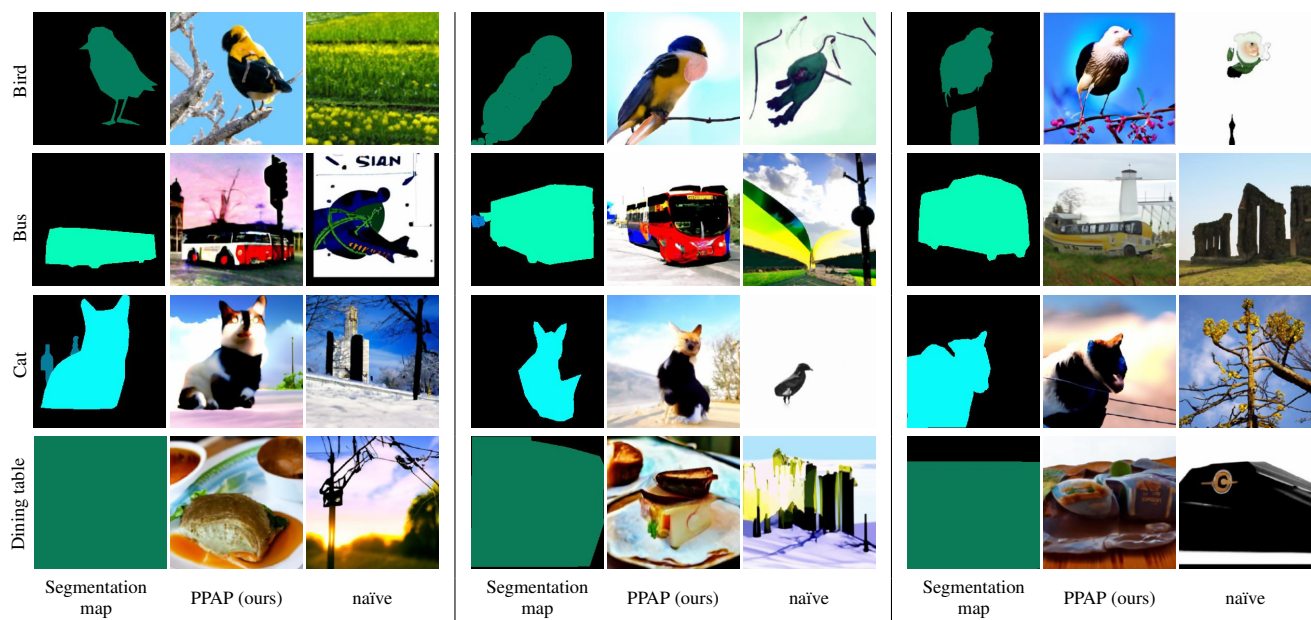 Bird
SIAN
Bus
Cat
Dining table
C
Segmentation map
PPAP (ours)
naïve
Segmentation map
PPAP (ours)
naïve
Segmentation map
PPAP (ours)
naïve